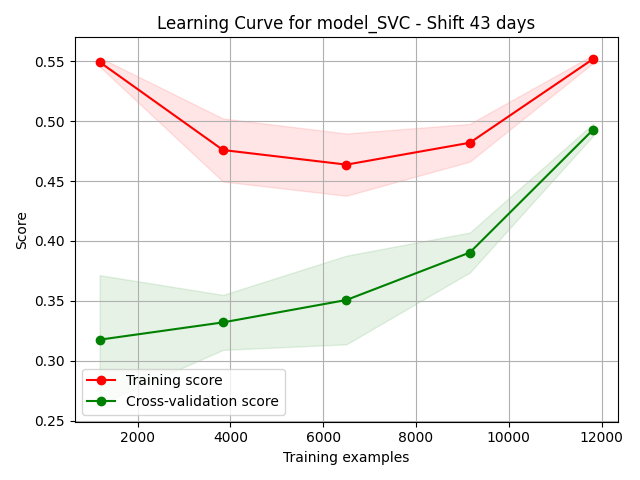 Learning Curve for model_SVC - Shift 43 days
Score
0.55
0.50
0.45
0.40
0.35
0.30
0.25
Training score
Cross-validation score
2000 4000 6000 8000 10000 12000
Training examples